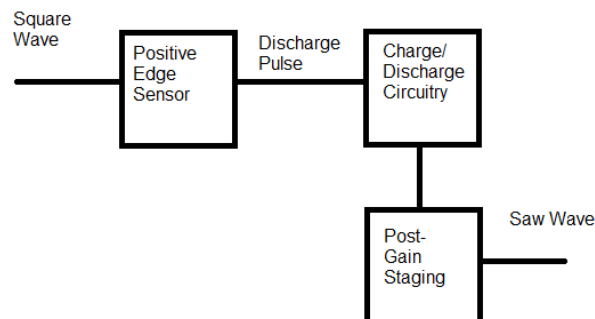 Square
Wave
Positive
Edge
Sensor
Discharge
Pulse
Charge/
Discharge
Circuitry
Post-
Gain
Staging
Saw Wave